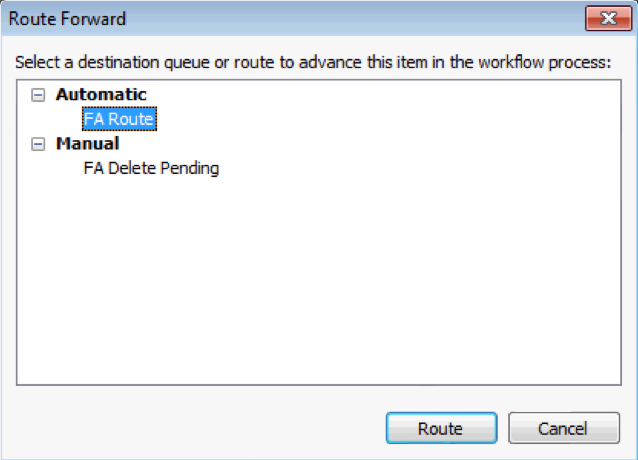 Route Forward
Select a destination queue or route to advance this item in the workflow process:
Automatic
FA Route
Manual
FA Delete Pending
Route
Cancel